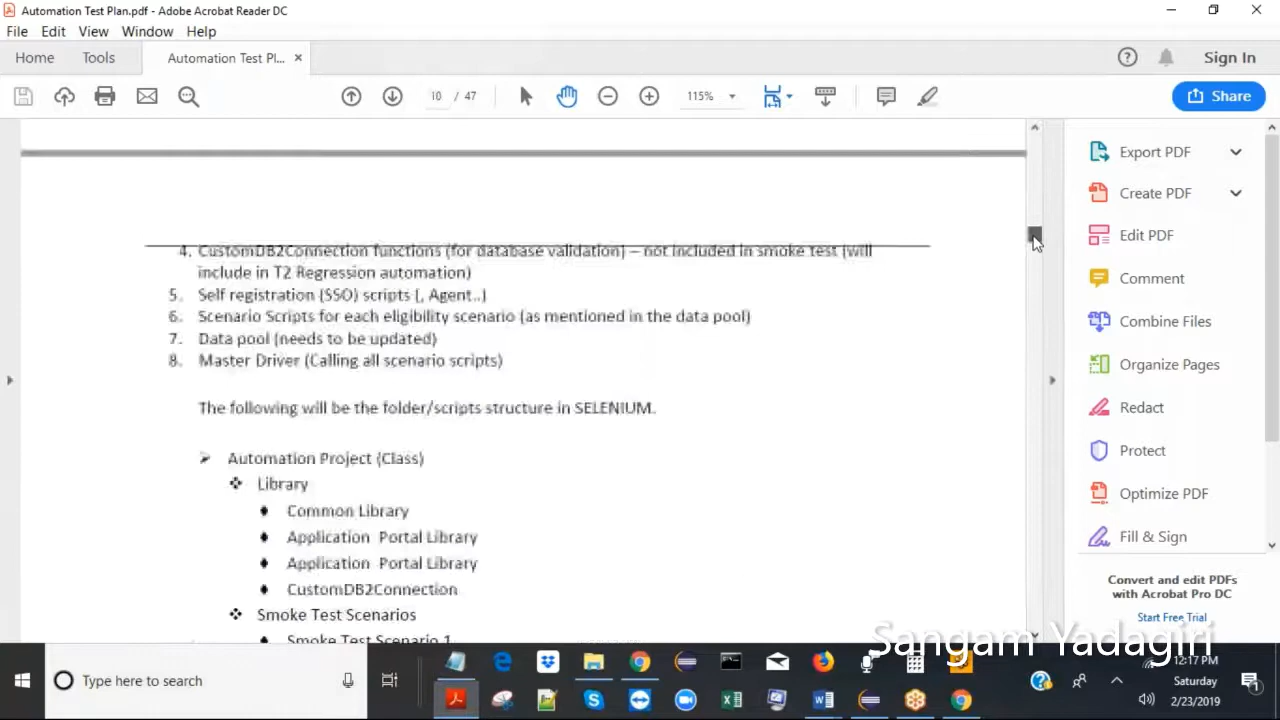 Automation Test Plan.pdf - Adobe Acrobat Reader DC
File Edit View Window Help
Home Tools Automation Test Pl... × Sign In
10 / 47 115% Share
4. CustomDB2Connection functions (for database validation) – not included in smoke test (will
include in T2 Regression automation)
5. Self registration (SSO) scripts (, Agent..)
6. Scenario Scripts for each eligibility scenario (as mentioned in the data pool)
7. Data pool (needs to be updated)
8. Master Driver (Calling all scenario scripts)
The following will be the folder/scripts structure in SELENIUM.
Automation Project (Class)
Library
Common Library
Application Portal Library
Application Portal Library
CustomDB2Connection
Smoke Test Scenarios
Smoke Test Scenario 1
Export PDF
Create PDF
Edit PDF
Comment
Combine Files
Organize Pages
Redact
Protect
Optimize PDF
Fill & Sign
Convert and edit PDFs
with Acrobat Pro DC
Start Free Trial
Sangam Yadagiri
Type here to search
12:17 PM
Saturday
2/23/2019